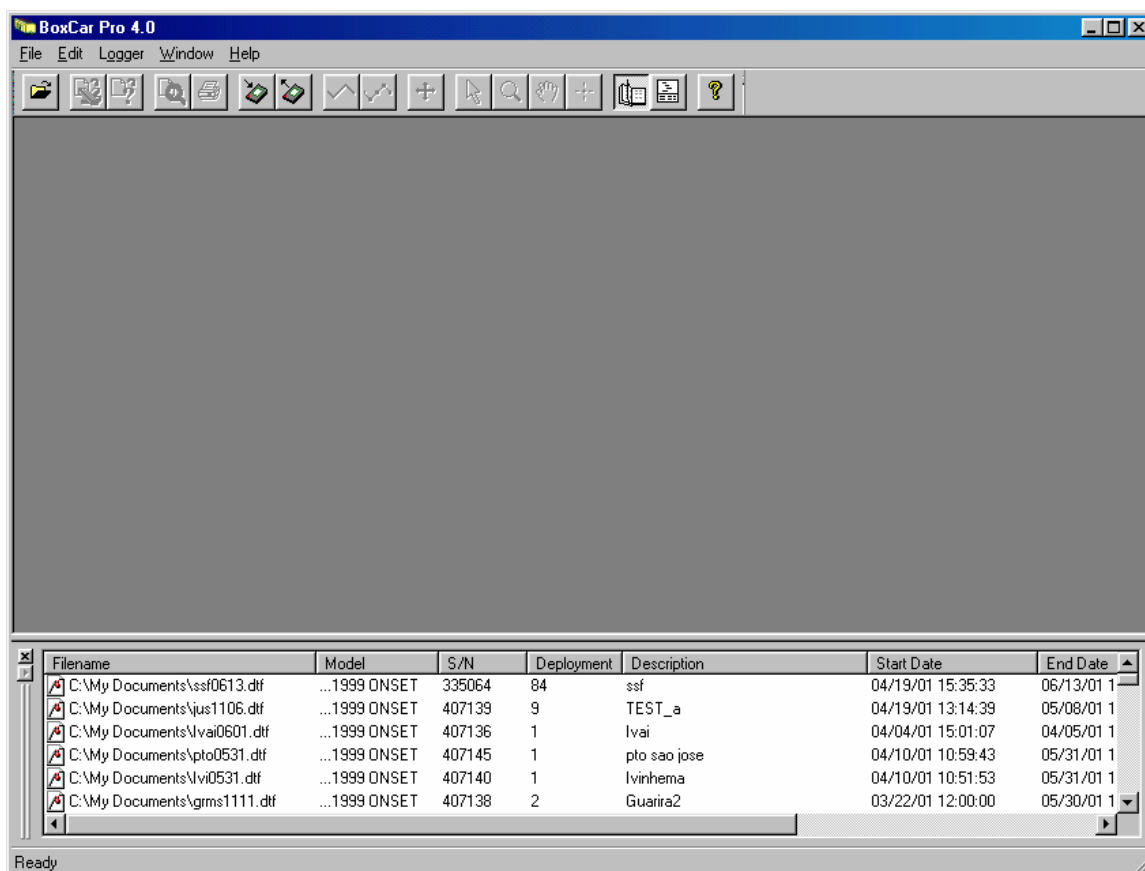 BoxCar Pro 4.0
File Edit Logger Window Help
Filename Model S/N Deployment Description Start Date End Date
C:\My Documents\ssf0613.dtf ...1999 ONSET 335064 84 ssf 04/19/01 15:35:33 06/13/01 1
C:\My Documents\jus1106.dtf ...1999 ONSET 407139 9 TEST_a 04/19/01 13:14:39 05/08/01 1
C:\My Documents\Ivai0601.dtf ...1999 ONSET 407136 1 Ivai 04/04/01 15:01:07 04/05/01 1
C:\My Documents\pto0531.dtf ...1999 ONSET 407145 1 pto sao jose 04/10/01 10:59:43 05/31/01 1
C:\My Documents\Ivi0531.dtf ...1999 ONSET 407140 1 Ivinhema 04/10/01 10:51:53 05/31/01 1
C:\My Documents\grms1111.dtf ...1999 ONSET 407138 2 Guarira2 03/22/01 12:00:00 05/30/01 1
Ready